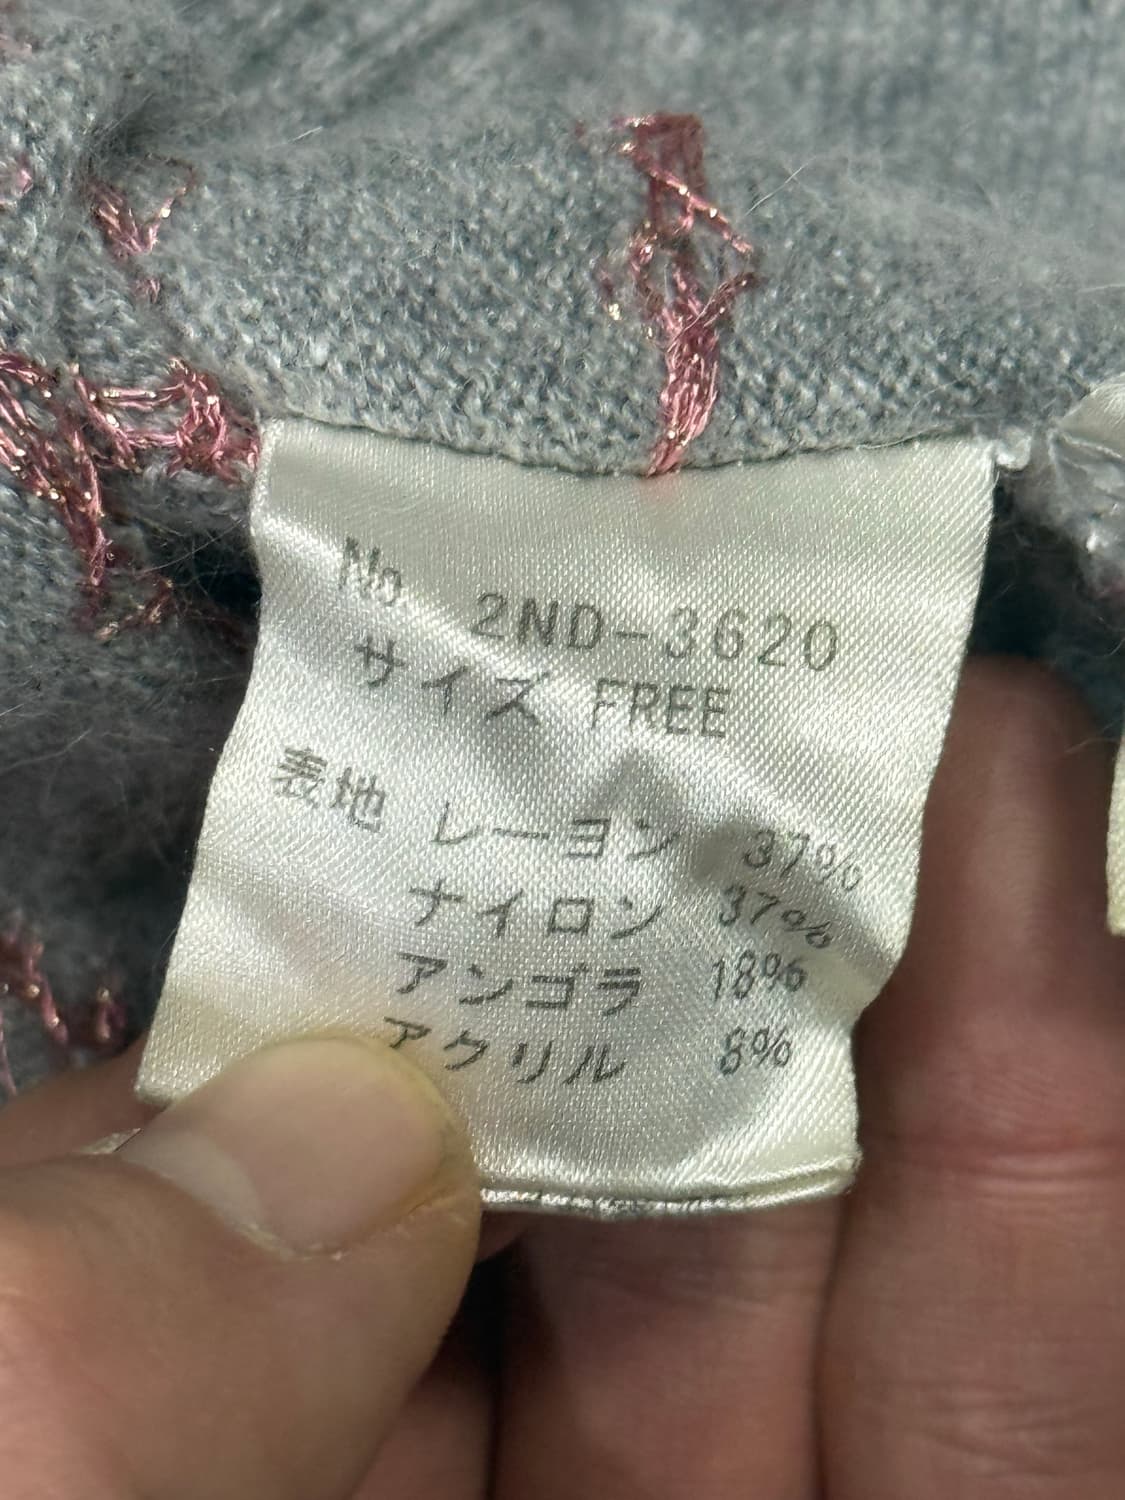 No. 2ND-3620
サイズ FREE
表地 レーヨン 37%
ナイロン 37%
アンゴラ 18%
アクリル 8%